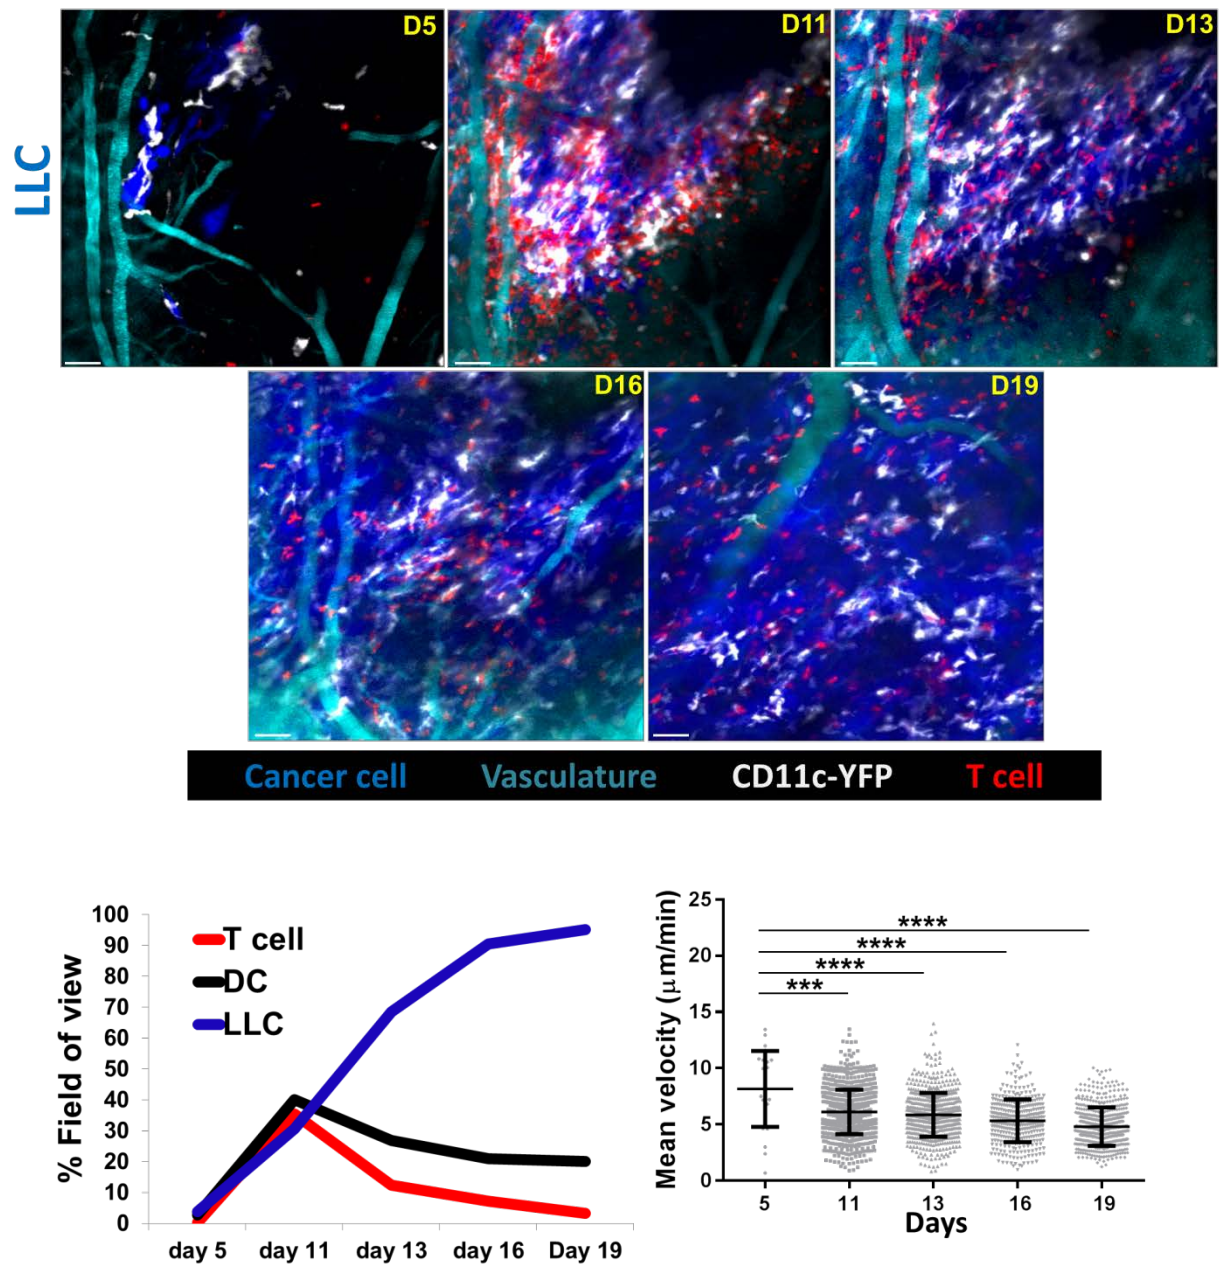 LLC
D5
D11
D13
D16
D19
Cancer cell Vasculature CD11c-YFP T cell
% Field of view
100
90
80
70
60
50
40
30
20
10
0
T cell
DC
LLC
day 5 day 11 day 13 day 16 Day 19
Mean velocity (μm/min)
25
20
15
10
5
0
****
****
****
***
5 11 13 16 19
Days